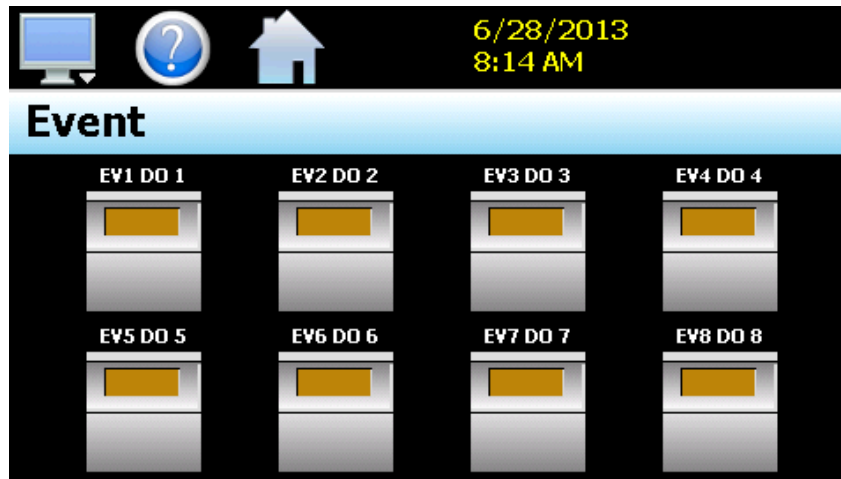 ?
6/28/2013
8:14 AM
Event
EV1 DO 1
EV2 DO 2
EV3 DO 3
EV4 DO 4
EV5 DO 5
EV6 DO 6
EV7 DO 7
EV8 DO 8